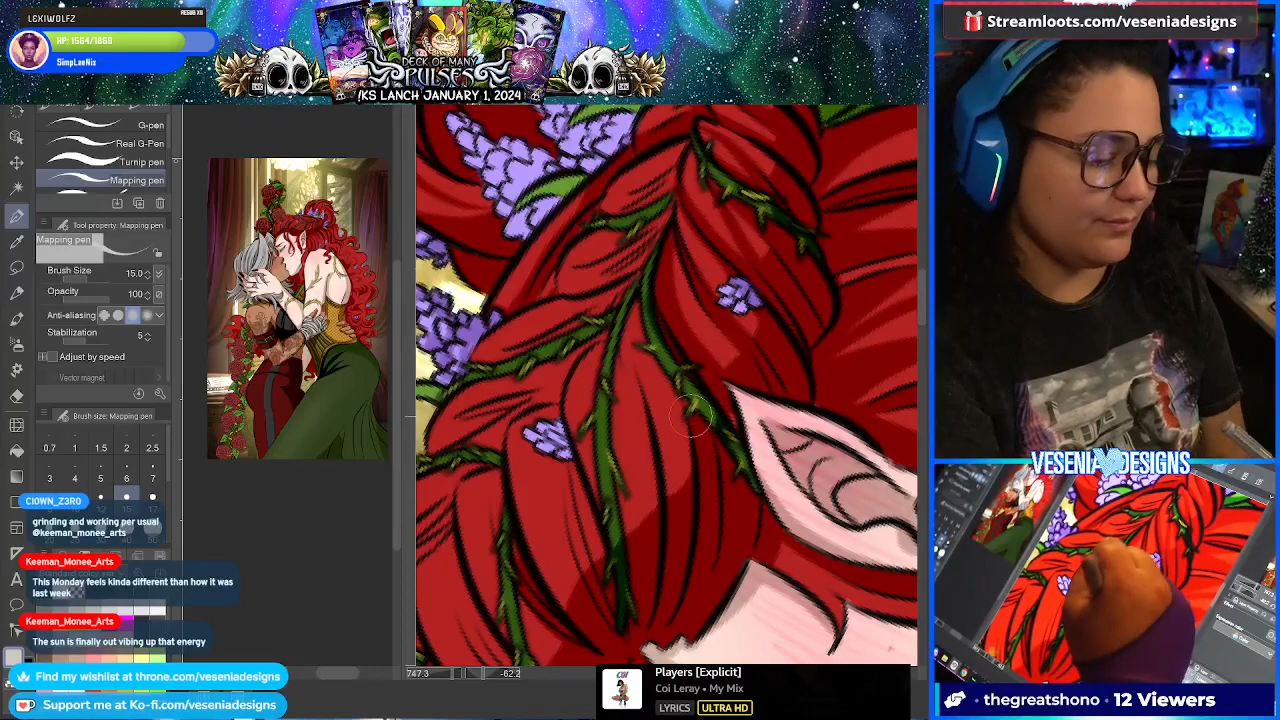 LEXIWOLFZ
HP: 1564/1869
SimpLeeNix
DECK OF MANY
PULSES
!KS LANCH JANUARY 1, 2024
Streamloots.com/veseniadesigns
G-pen
Real G-Pen
Turnip pen
Mapping pen
Tool property: Mapping pen
Mapping pen
Brush Size 15.0
Opacity 100
Anti-aliasing
Stabilization 5
Adjust by speed
Vector magnet
Brush size: Mapping pen
0.7 1 1.5 2 2.5
3 4 5 6 7
Cl0WN_Z3R0
grinding and working per usual
@keeman_monee_arts
Keeman_Monee_Arts
This Monday feels kinda different than how it was
last week
Keeman_Monee_Arts
The sun is finally out vibing up that energy
Find my wishlist at throne.com/veseniadesigns
Support me at Ko-fi.com/veseniadesigns
747.3 -62.2
COI
Players [Explicit]
Coi Leray • My Mix
LYRICS ULTRA HD
VESENIA DESIGNS
thegreatshono 12 Viewers